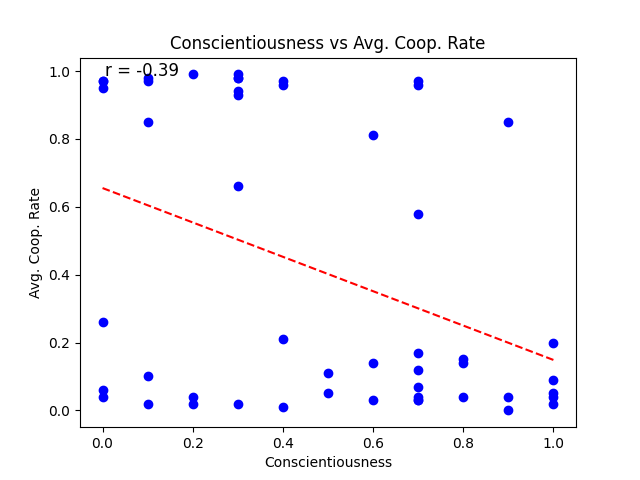 Conscientiousness vs Avg. Coop. Rate
r = -0.39
1.0
0.8
0.6
0.4
0.2
0.0
Avg. Coop. Rate
0.0 0.2 0.4 0.6 0.8 1.0
Conscientiousness